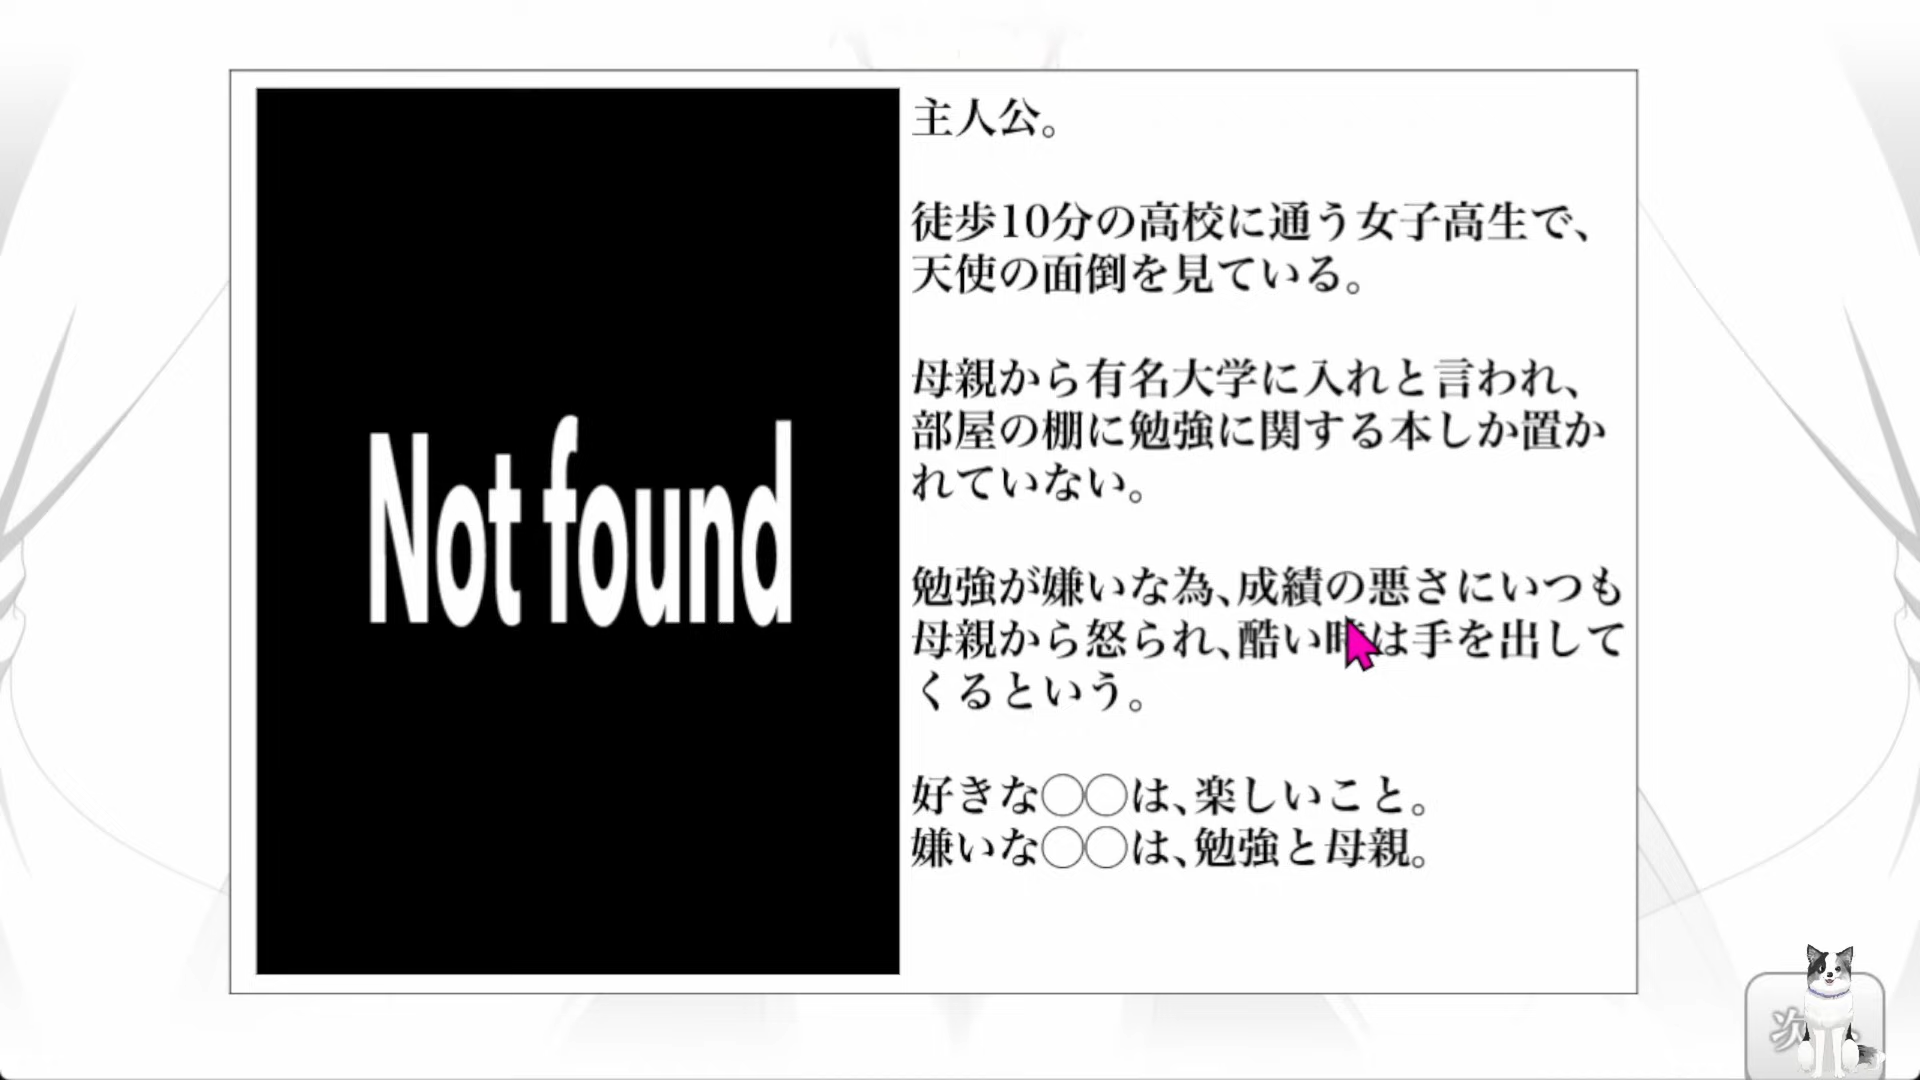 Not found
主人公。
徒歩10分の高校に通う女子高生で、
天使の面倒を見ている。
母親から有名大学に入れと言われ、
部屋の棚に勉強に関する本しか置か
れていない。
勉強が嫌いな為、成績の悪さにいつも
母親から怒られ、酷い時は手を出して
くるという。
好きな◯◯は、楽しいこと。
嫌いな◯◯は、勉強と母親。
次